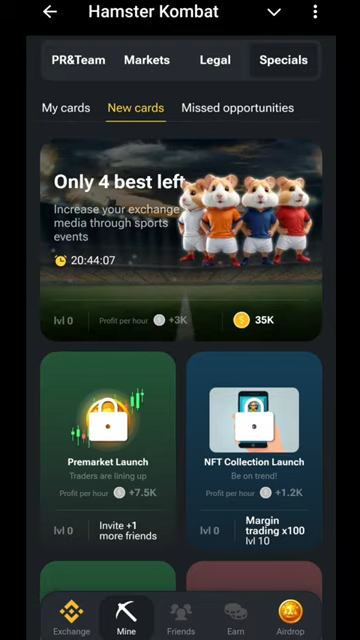 Hamster Kombat
PR&Team Markets Legal Specials
My cards New cards Missed opportunities
Only 4 best left
Increase your exchange
media through sports
events
20:44:07
lvl 0 Profit per hour +3K 35K
Premarket Launch
Traders are lining up
Profit per hour +7.5K
lvl 0 Invite +1
more friends
NFT Collection Launch
Be on trend!
Profit per hour +1.2K
lvl 0 Margin
trading x100
lvl 10
Exchange Mine Friends Earn Airdrop